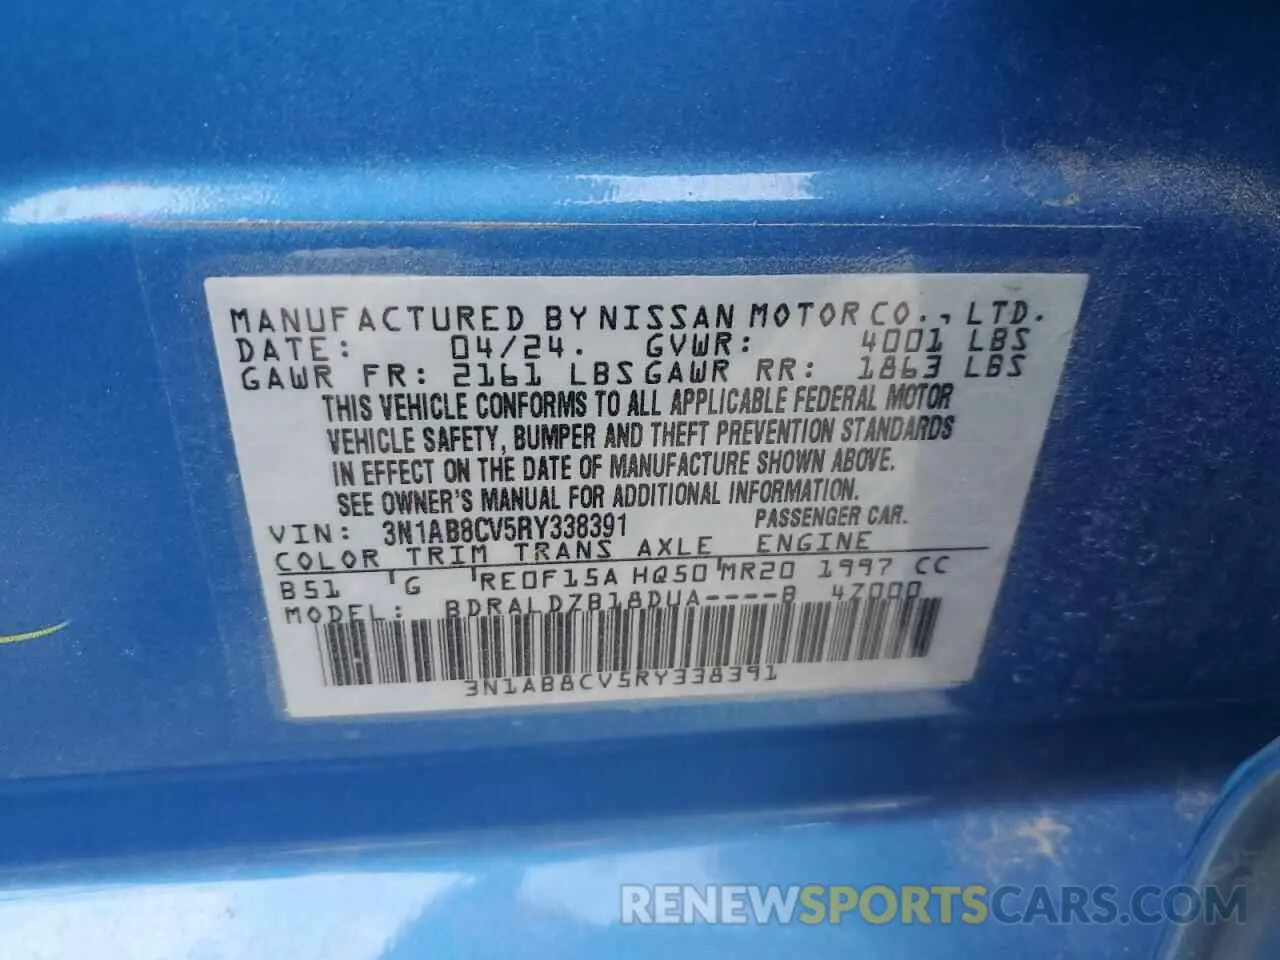 MANUFACTURED BY NISSAN MOTOR CO., LTD.
DATE: 04/24. GVWR: 4001 LBS
GAWR FR: 2161 LBS GAWR RR: 1863 LBS
THIS VEHICLE CONFORMS TO ALL APPLICABLE FEDERAL MOTOR
VEHICLE SAFETY, BUMPER AND THEFT PREVENTION STANDARDS
IN EFFECT ON THE DATE OF MANUFACTURE SHOWN ABOVE.
SEE OWNER'S MANUAL FOR ADDITIONAL INFORMATION.
VIN: 3N1AB8CV5RY338391 PASSENGER CAR.
COLOR TRIM TRANS AXLE ENGINE
B51 G RE0F15A HQ50 MR20 1997 CC
MODEL: BDRALDZB18DUA----B 47000
3N1AB8CV5RY338391
RENEWSPORTSCARS.COM